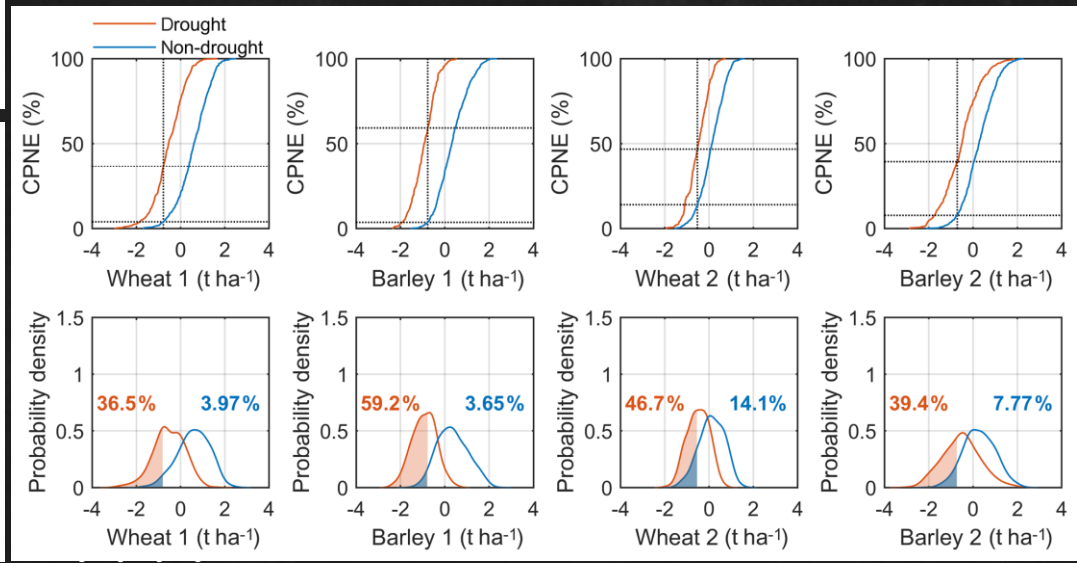 Drought
Non-drought
100
50
0
CPNE (%)
-4 -2 0 2 4
Wheat 1 (t ha-1)
100
50
0
CPNE (%)
-4 -2 0 2 4
Barley 1 (t ha-1)
100
50
0
CPNE (%)
-4 -2 0 2 4
Wheat 2 (t ha-1)
100
50
0
CPNE (%)
-4 -2 0 2 4
Barley 2 (t ha-1)
1.5
1
0.5
0
Probability density
36.5% 3.97%
-4 -2 0 2 4
Wheat 1 (t ha-1)
1.5
1
0.5
0
Probability density
59.2% 3.65%
-4 -2 0 2 4
Barley 1 (t ha-1)
1.5
1
0.5
0
Probability density
46.7% 14.1%
-4 -2 0 2 4
Wheat 2 (t ha-1)
1.5
1
0.5
0
Probability density
39.4% 7.77%
-4 -2 0 2 4
Barley 2 (t ha-1)